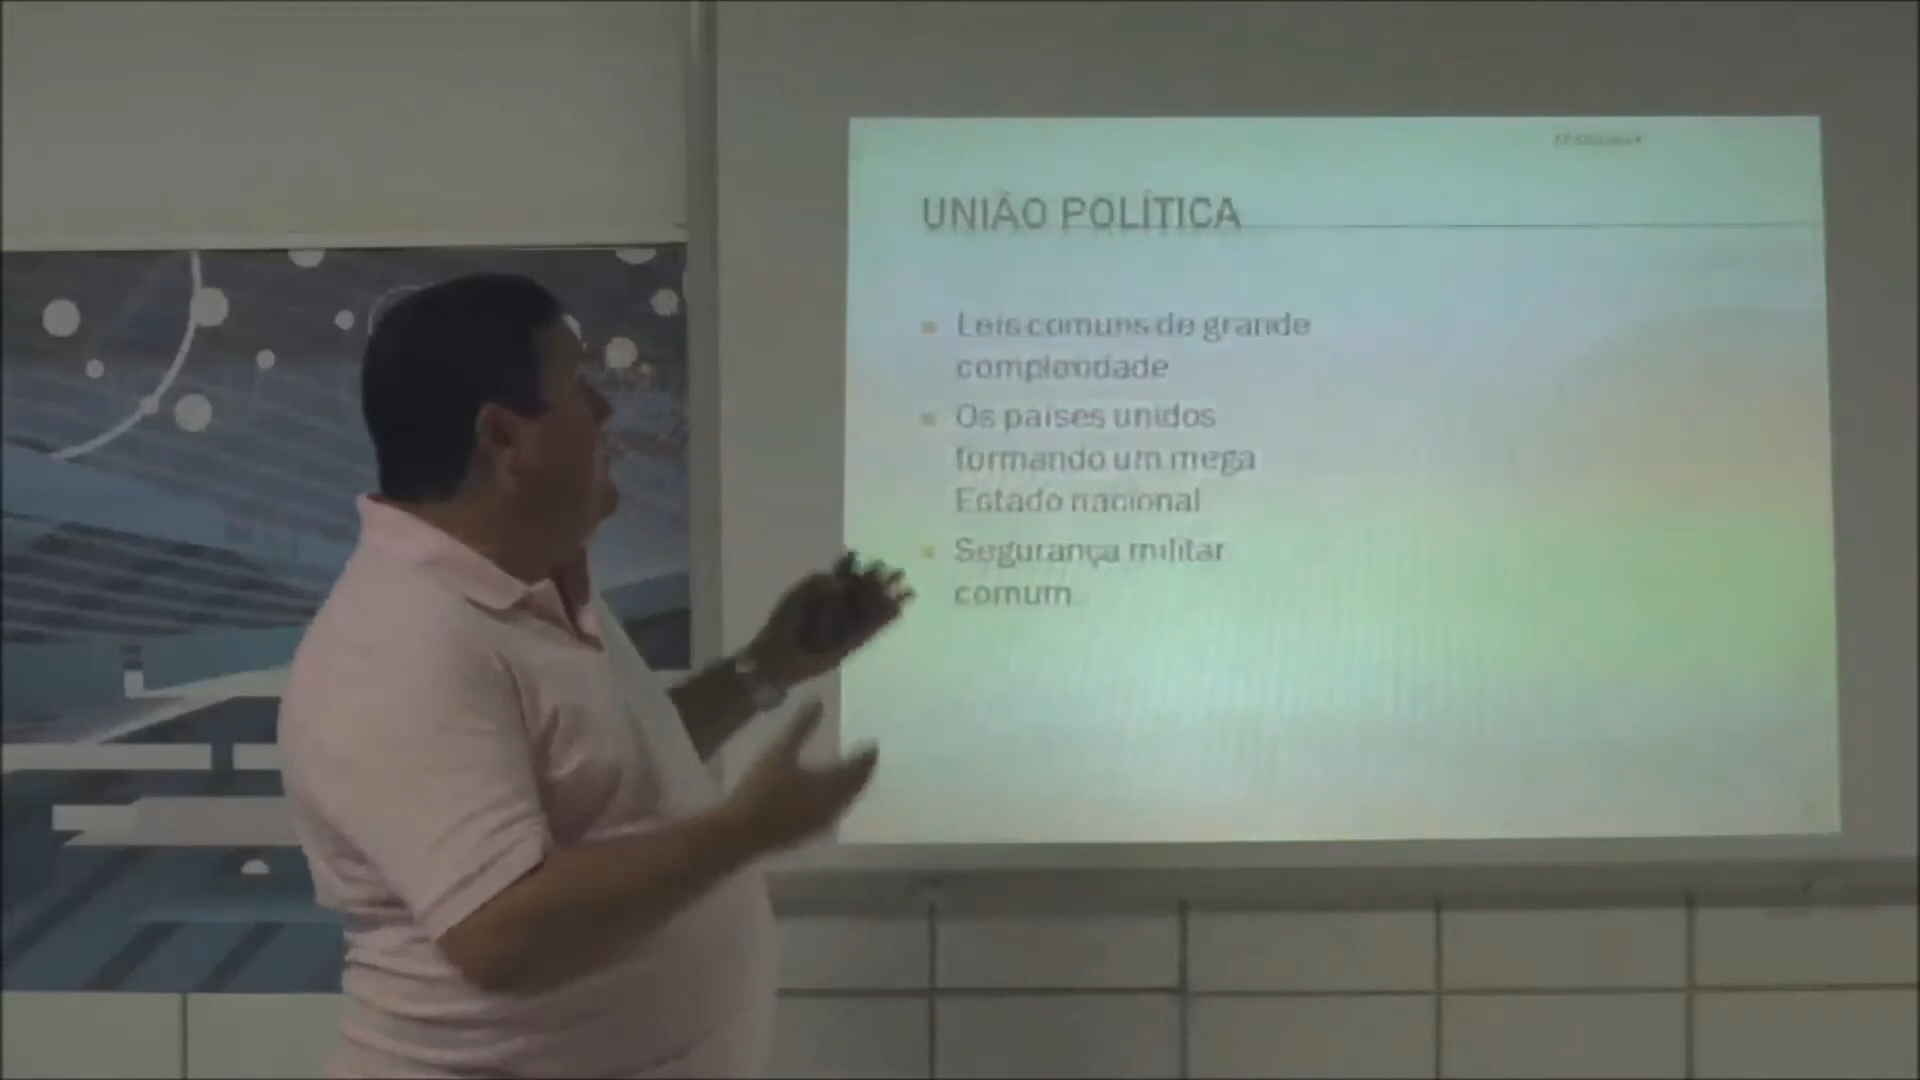 UNIÃO POLÍTICA
Leis comuns de grande
complexidade
Os países unidos
formando um mega
Estado nacional
Segurança militar
comum.